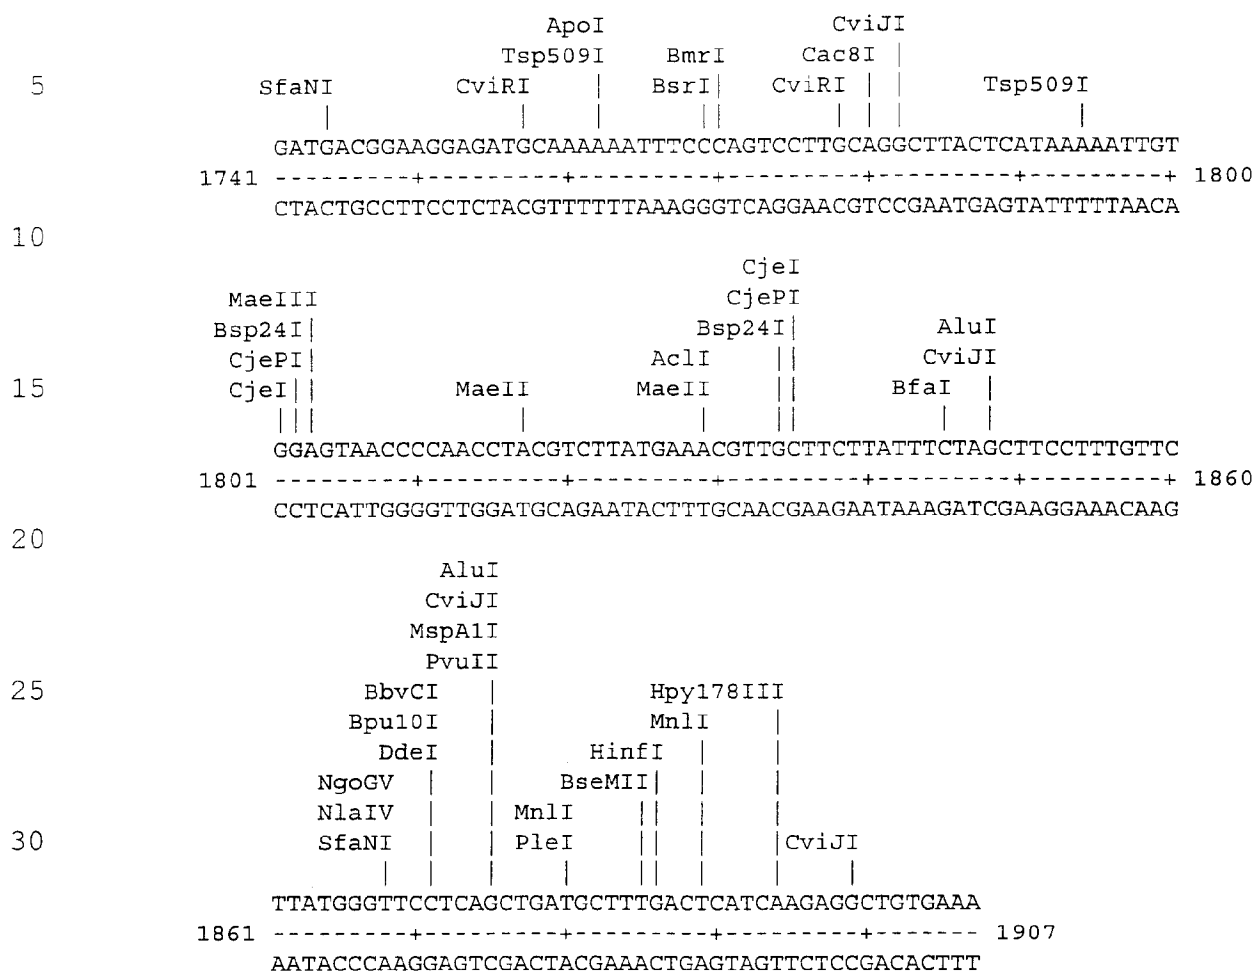 ApoI CviJI
Tsp509I BmrI Cac8I |
5 SfaNI CviRI | BsrI| CviRI | | Tsp509I
| | | || | | | |
GATGACGGAAGGAGATGCAAAAAATTTCCCAGTCCTTGCAGGCTTACTCATAAAAATTGT
1741 ---------+---------+---------+---------+---------+---------+ 1800
CTACTGCCTTCCTCTACGTTTTTTAAAGGGTCAGGAACGTCCGAATGAGTATTTTTAACA
10
CjeI
MaeIII CjePI
Bsp24I| Bsp24I| AluI
CjePI| AclI || CviJI
15 CjeI|| MaeII MaeII || BfaI |
||| | | || | |
GGAGTAACCCCAACCTACGTCTTATGAAACGTTGCTTCTTATTTCTAGCTTCCTTTGTTC
1801 ---------+---------+---------+---------+---------+---------+ 1860
CCTCATTGGGGTTGGATGCAGAATACTTTGCAACGAAGAATAAAGATCGAAGGAAACAAG
20
AluI
CviJI
MspA1I
PvuII
25 BbvCI | Hpy178III
Bpu10I | MnlI |
DdeI | HinfI | |
NgoGV | | BseMII| | |
NlaIV | | MnlI || | |
30 SfaNI | | PleI || | |CviJI
| | | | || | | |
TTATGGGTTCCTCAGCTGATGCTTTGACTCATCAAGAGGCTGTGAAA
1861 ---------+---------+---------+---------+------- 1907
AATACCCAAGGAGTCGACTACGAAACTGAGTAGTTCTCCGACACTTT